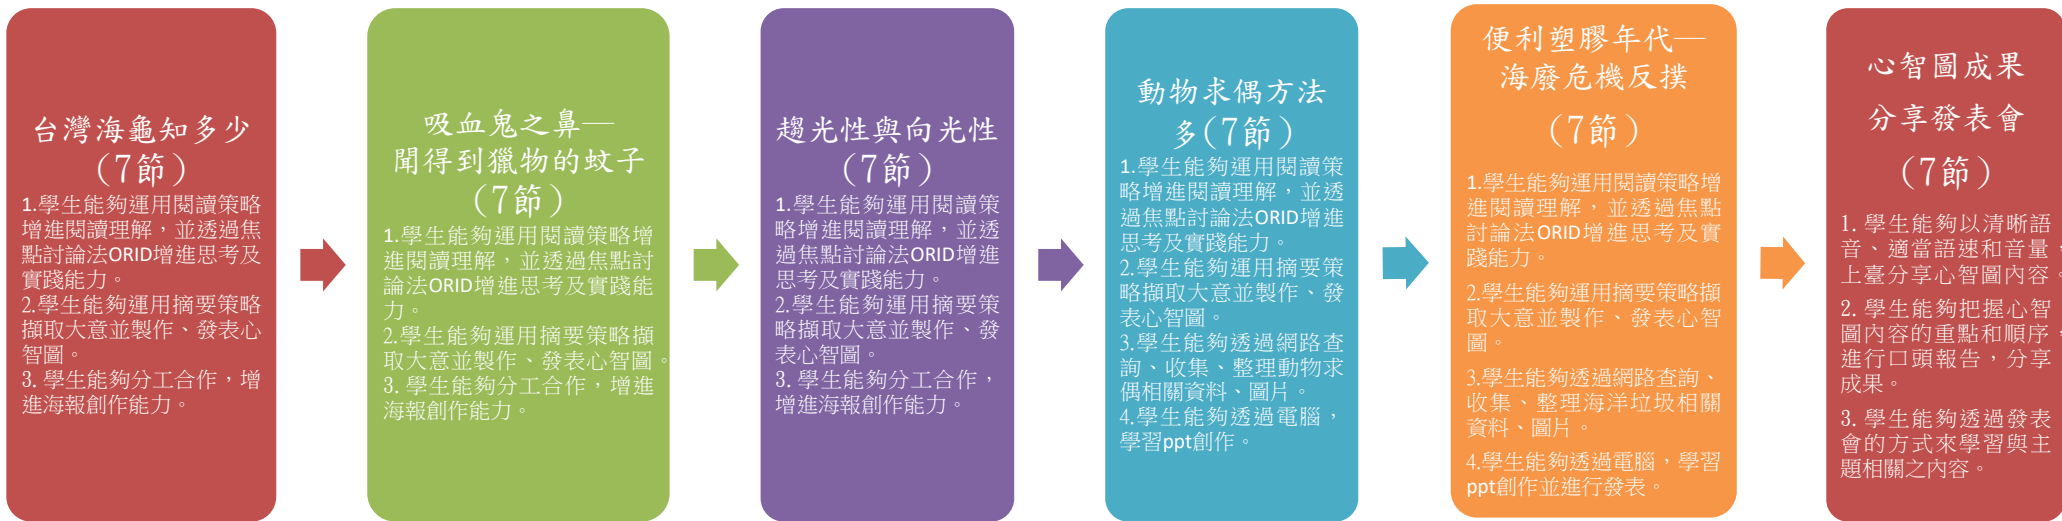 台灣海龜知多少
(7節)
1.學生能夠運用閱讀策略
增進閱讀理解，並透過焦
點討論法ORID增進思考及
實踐能力。
2.學生能夠運用摘要策略
擷取大意並製作、發表心
智圖。
3. 學生能夠分工合作，增
進海報創作能力。
吸血鬼之鼻—
聞得到獵物的蚊子
(7節)
1.學生能夠運用閱讀策略增
進閱讀理解，並透過焦點討
論法ORID增進思考及實踐能
力。
2.學生能夠運用摘要策略擷
取大意並製作、發表心智圖。
3. 學生能夠分工合作，增進
海報創作能力。
趨光性與向光性
(7節)
1.學生能夠運用閱讀策
略增進閱讀理解，並透
過焦點討論法ORID增進
思考及實踐能力。
2.學生能夠運用摘要策
略擷取大意並製作、發
表心智圖。
3. 學生能夠分工合作，
增進海報創作能力。
動物求偶方法
多(7節)
1.學生能夠運用閱讀策
略增進閱讀理解，並透
過焦點討論法ORID增進
思考及實踐能力。
2.學生能夠運用摘要策
略擷取大意並製作、發
表心智圖。
3.學生能夠透過網路查
詢、收集、整理動物求
偶相關資料、圖片。
4.學生能夠透過電腦，
學習ppt創作。
便利塑膠年代—
海廢危機反撲
(7節)
1.學生能夠運用閱讀策略增
進閱讀理解，並透過焦點
討論法ORID增進思考及實
踐能力。
2.學生能夠運用摘要策略擷
取大意並製作、發表心智
圖。
3.學生能夠透過網路查詢、
收集、整理海洋垃圾相關
資料、圖片。
4.學生能夠透過電腦，學習
ppt創作並進行發表。
心智圖成果
分享發表會
(7節)
1. 學生能夠以清晰語
音、適當語速和音量，
上臺分享心智圖內容。
2. 學生能夠把握心智
圖內容的重點和順序，
進行口頭報告，分享
成果。
3. 學生能夠透過發表
會的方式來學習與主
題相關之內容。